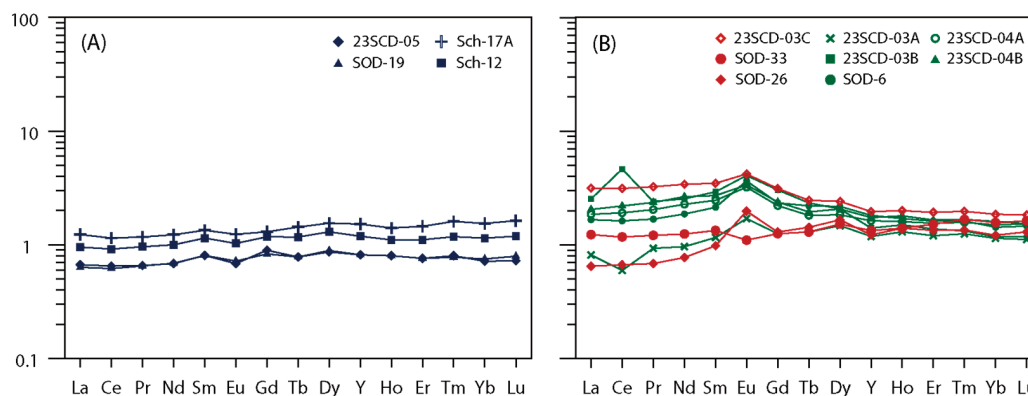 100
10
1
0.1
(A)
23SCD-05 Sch-17A
SOD-19 Sch-12
La Ce Pr Nd Sm Eu Gd Tb Dy Y Ho Er Tm Yb Lu
(B)
23SCD-03C 23SCD-03A 23SCD-04A
SOD-33 23SCD-03B 23SCD-04B
SOD-26 SOD-6
La Ce Pr Nd Sm Eu Gd Tb Dy Y Ho Er Tm Yb Lu